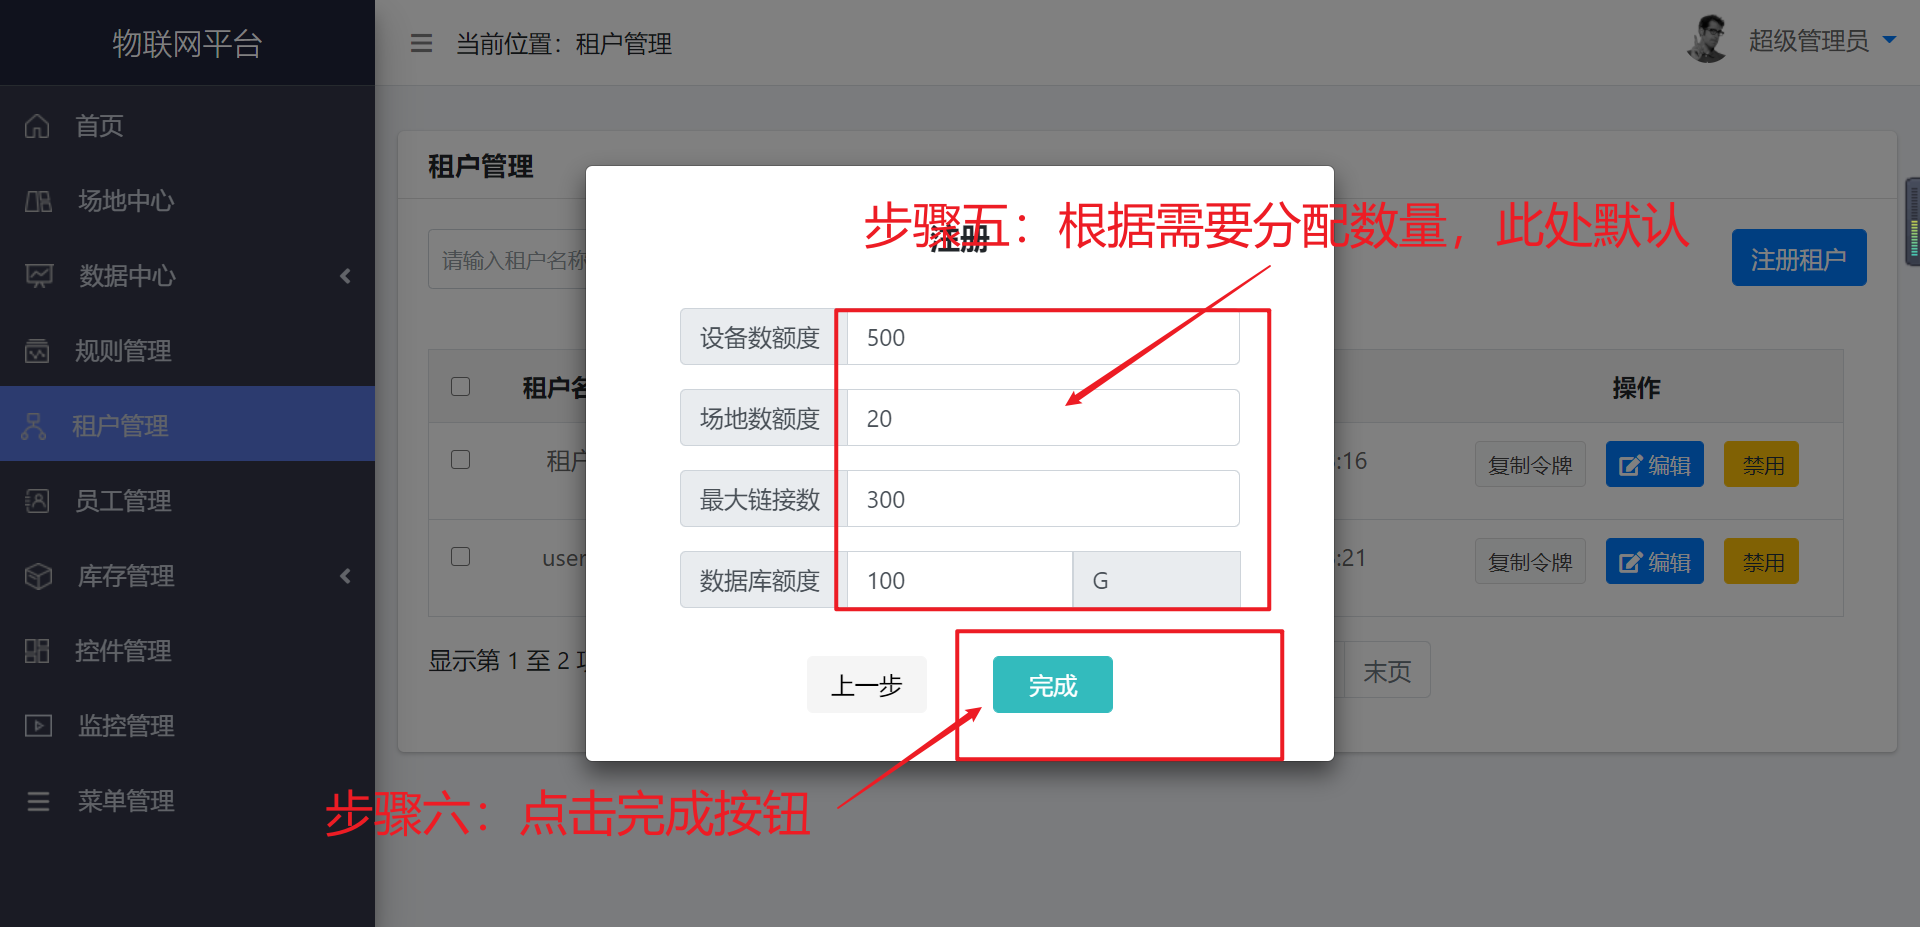 物联网平台
当前位置：租户管理
超级管理员
首页
场地中心
数据中心
规则管理
租户管理
员工管理
库存管理
控件管理
监控管理
菜单管理
租户管理
请输入租户名称
注册租户
租户名
操作
租户
:16
复制令牌
编辑
禁用
user
:21
复制令牌
编辑
禁用
显示第 1 至 2 项
末页
步骤五：根据需要分配数量，此处默认
注册
设备数额度
500
场地数额度
20
最大链接数
300
数据库额度
100
G
上一步
完成
步骤六：点击完成按钮